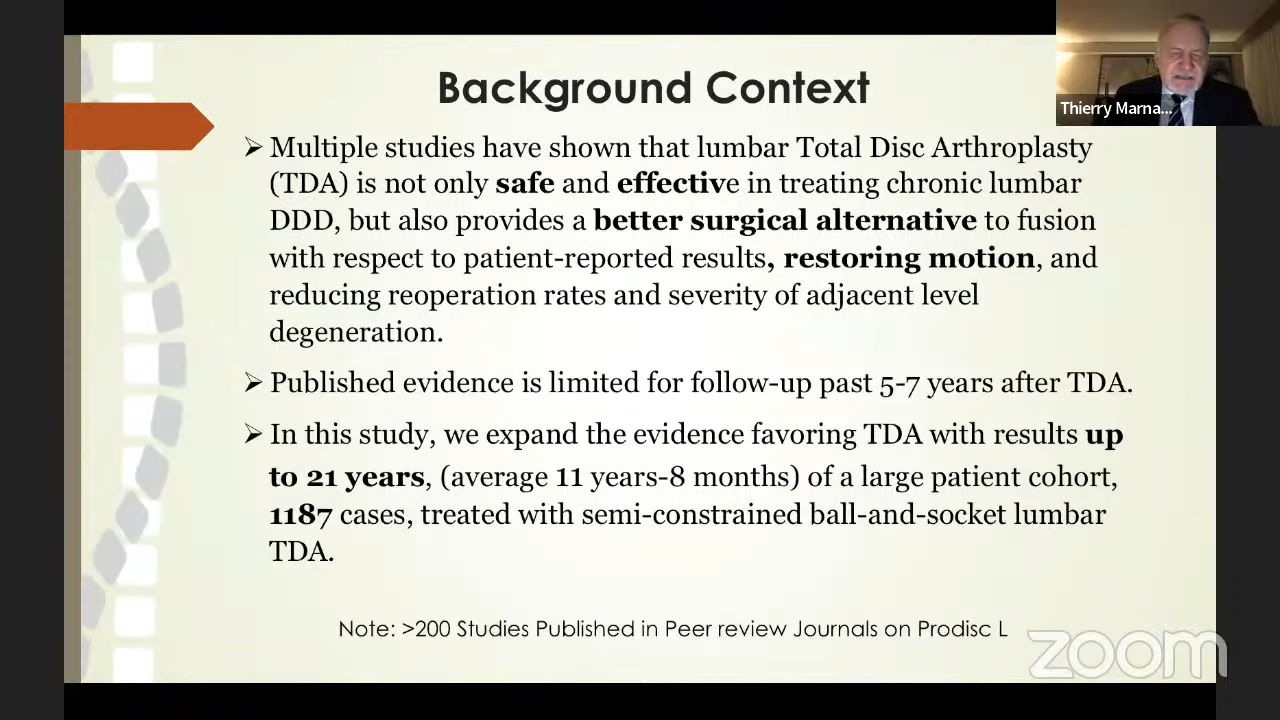 Background Context
Thierry Marna...
➢ Multiple studies have shown that lumbar Total Disc Arthroplasty
(TDA) is not only safe and effective in treating chronic lumbar
DDD, but also provides a better surgical alternative to fusion
with respect to patient-reported results, restoring motion, and
reducing reoperation rates and severity of adjacent level
degeneration.
➢ Published evidence is limited for follow-up past 5-7 years after TDA.
➢ In this study, we expand the evidence favoring TDA with results up
to 21 years, (average 11 years-8 months) of a large patient cohort,
1187 cases, treated with semi-constrained ball-and-socket lumbar
TDA.
Note: >200 Studies Published in Peer review Journals on Prodisc L
zoom